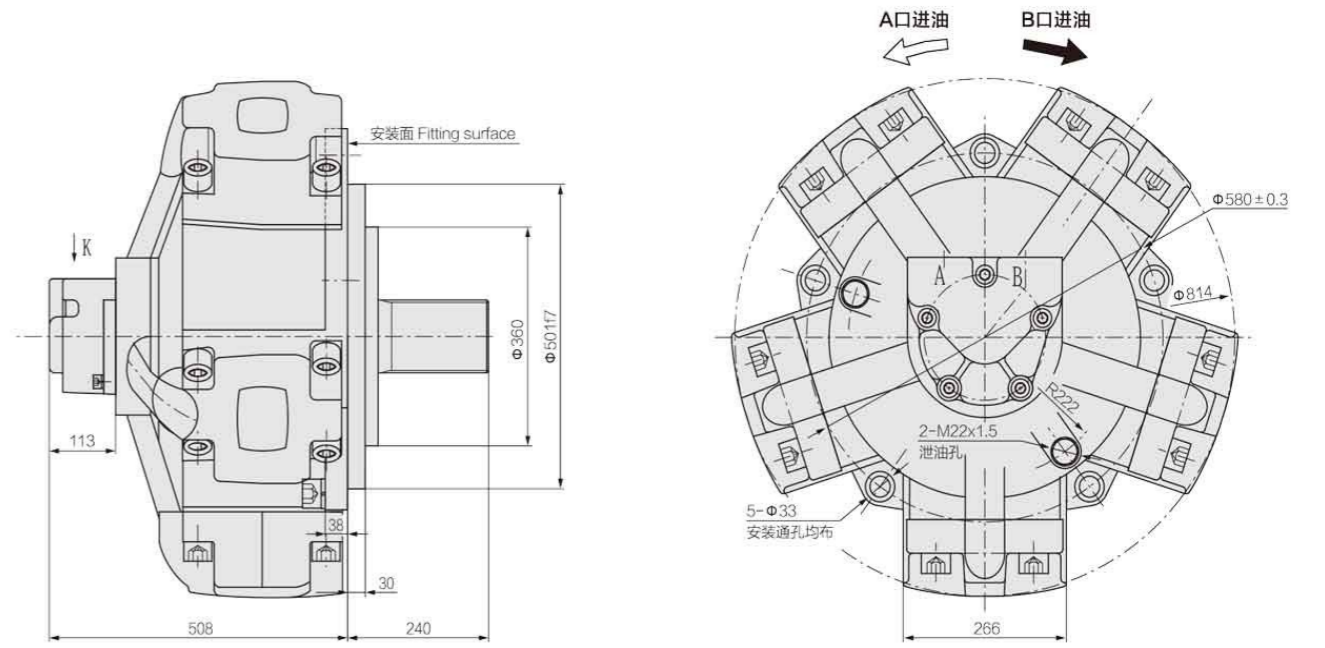 A口进油
B口进油
安装面 Fitting surface
K
Φ360
Φ501f7
113
38
30
508
240
Φ580±0.3
A
B
Φ814
R222
2-M22x1.5
泄油孔
5-Φ33
安装通孔均布
266